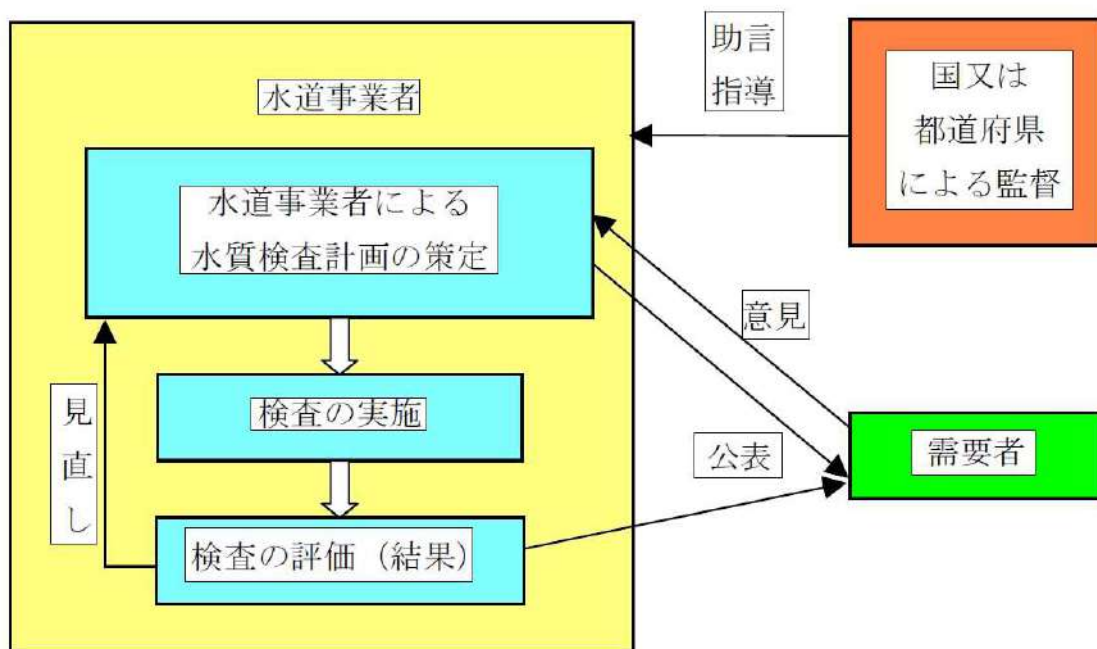 水道事業者
水道事業者による
水質検査計画の策定
検査の実施
検査の評価（結果）
見
直
し
助言
指導
国又は
都道府県
による監督
意見
公表
需要者